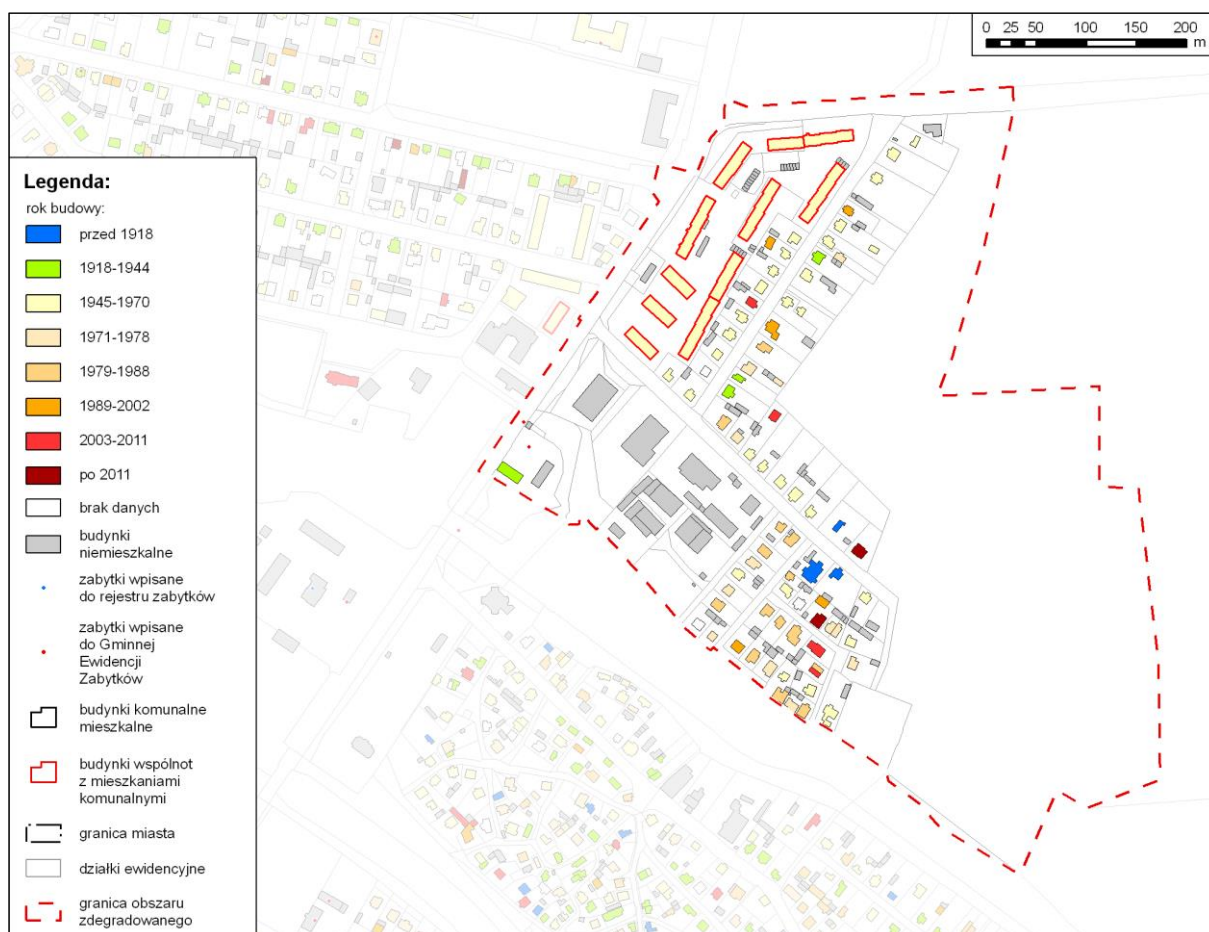 0 25 50 100 150 200
m
Legenda:
rok budowy:
przed 1918
1918-1944
1945-1970
1971-1978
1979-1988
1989-2002
2003-2011
po 2011
brak danych
budynki
niemieszkalne
zabytki wpisane
do rejestru zabytków
zabytki wpisane
do Gminnej
Ewidencji
Zabytków
budynki komunalne
mieszkalne
budynki wspólnot
z mieszkaniami
komunalnymi
granica miasta
działki ewidencyjne
granica obszaru
zdegradowanego